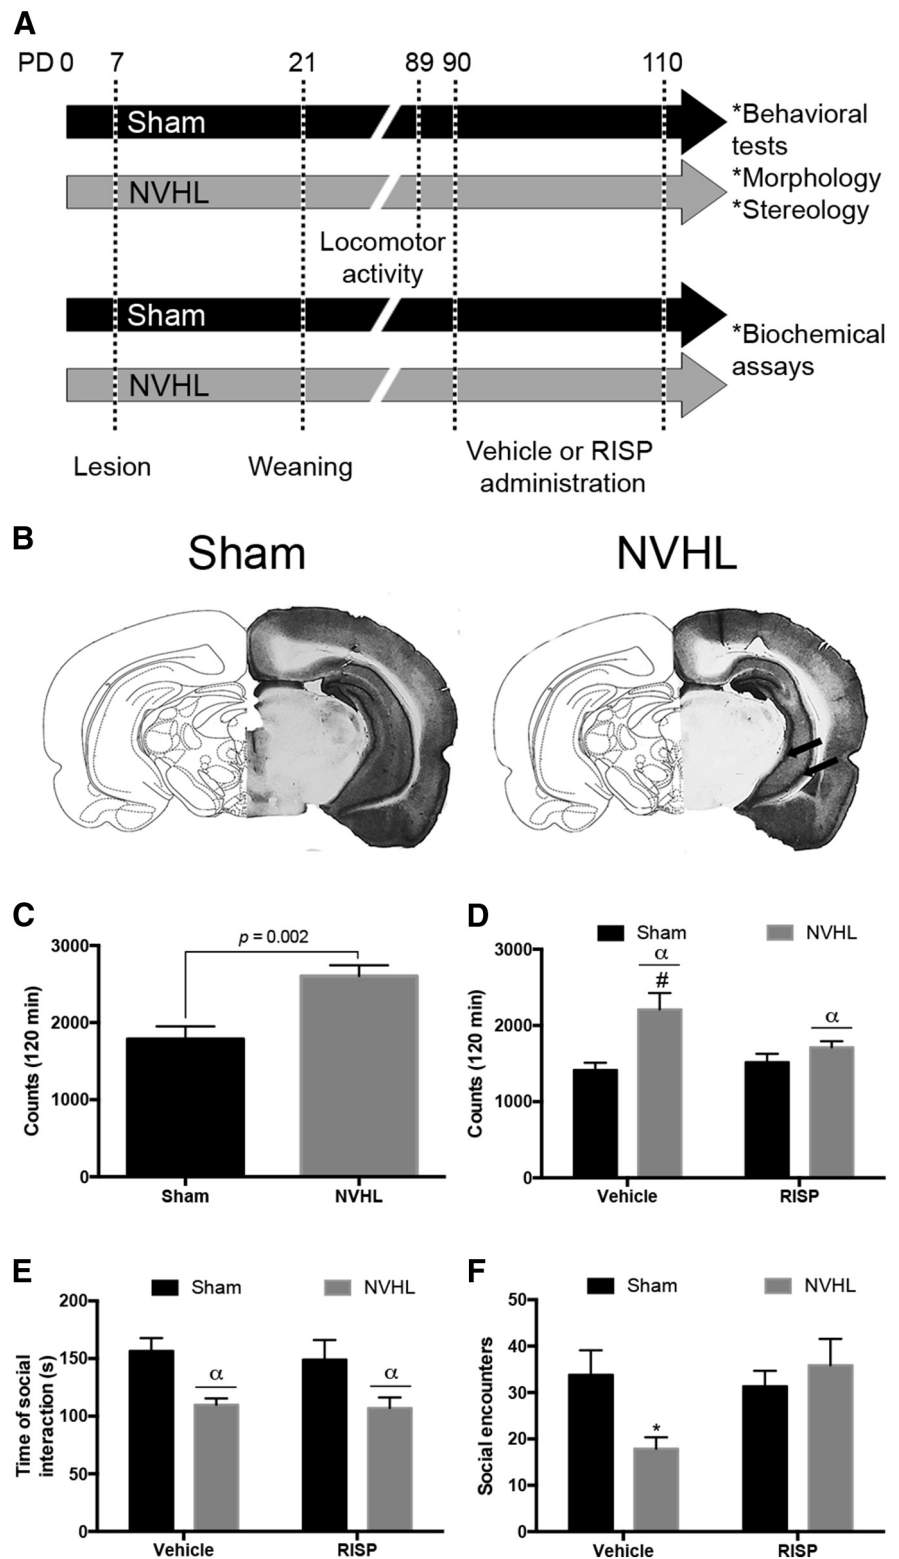 A
PD 0 7 21 89 90 110
Sham
NVHL
*Behavioral
tests
*Morphology
*Stereology
Locomotor
activity
Sham
NVHL
*Biochemical
assays
Lesion
Weaning
Vehicle or RISP
administration
B
Sham
NVHL
C
p = 0.002
3000
2000
1000
0
Counts (120 min)
Sham
NVHL
D
Sham
NVHL
3000
2000
1000
0
Counts (120 min)
α
#
α
Vehicle
RISP
E
Sham
NVHL
200
150
100
50
0
Time of social
interaction (s)
α
α
Vehicle
RISP
F
Sham
NVHL
50
40
30
20
10
0
Social encounters
*
Vehicle
RISP